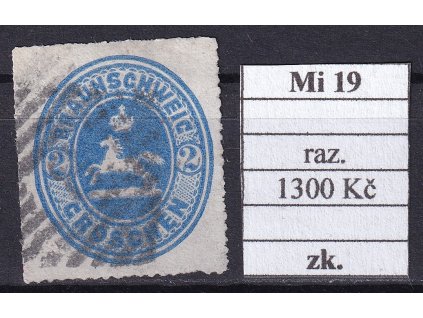 BRAUNSCHWEIG
2 2
GROSCHEN
Mi 19
raz.
1300 Kč
zk.